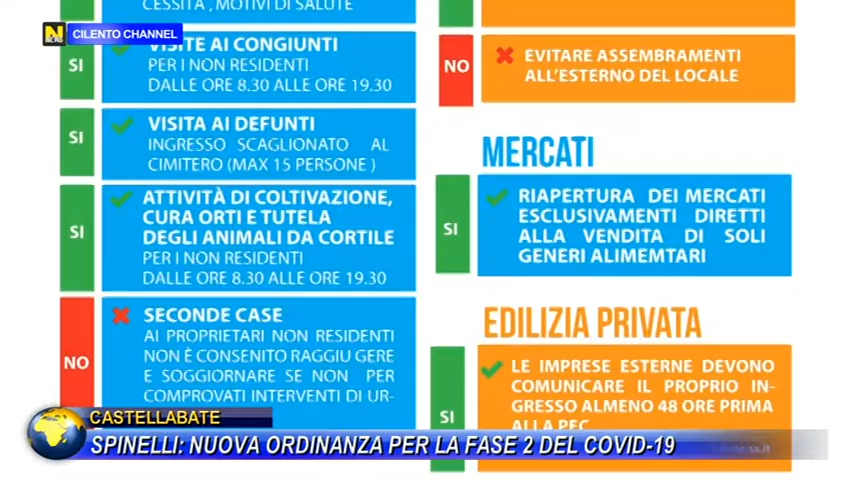 CESSITÀ , MOTIVI DI SALUTE
CILENTO CHANNEL
SI
VISITE AI CONGIUNTI
PER I NON RESIDENTI
DALLE ORE 8.30 ALLE ORE 19.30
SI
VISITA AI DEFUNTI
INGRESSO SCAGLIONATO AL
CIMITERO (MAX 15 PERSONE )
SI
ATTIVITÀ DI COLTIVAZIONE,
CURA ORTI E TUTELA
DEGLI ANIMALI DA CORTILE
PER I NON RESIDENTI
DALLE ORE 8.30 ALLE ORE 19.30
NO
SECONDE CASE
AI PROPRIETARI NON RESIDENTI
NON È CONSENITO RAGGIU GERE
E SOGGIORNARE SE NON PER
COMPROVATI INTERVENTI DI UR-
NO
EVITARE ASSEMBRAMENTI
ALL'ESTERNO DEL LOCALE
MERCATI
SI
RIAPERTURA DEI MERCATI
ESCLUSIVAMENTI DIRETTI
ALLA VENDITA DI SOLI
GENERI ALIMEMTARI
EDILIZIA PRIVATA
SI
LE IMPRESE ESTERNE DEVONO
COMUNICARE IL PROPRIO IN-
GRESSO ALMENO 48 ORE PRIMA
ALLA PEC
CASTELLABATE
SPINELLI: NUOVA ORDINANZA PER LA FASE 2 DEL COVID-19